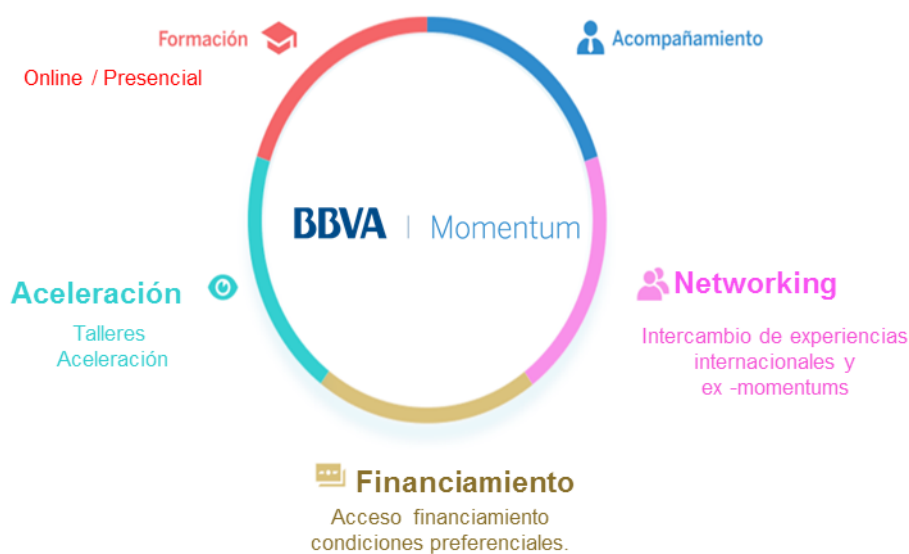 Formación
Online / Presencial
Acompañamiento
BBVA | Momentum
Aceleración
Talleres
Aceleración
Networking
Intercambio de experiencias
internacionales y
ex -momentums
Financiamiento
Acceso financiamiento
condiciones preferenciales.